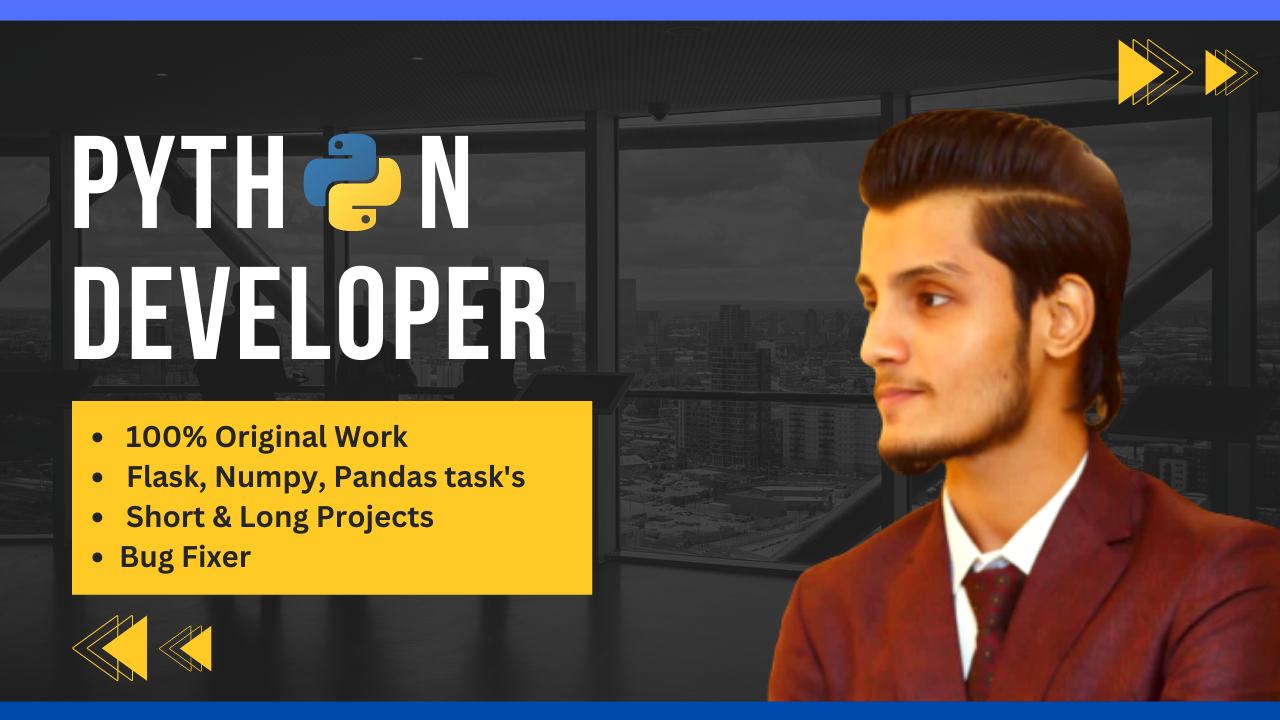 PYTH N
DEVELOPER
• 100% Original Work
• Flask, Numpy, Pandas task's
• Short & Long Projects
• Bug Fixer